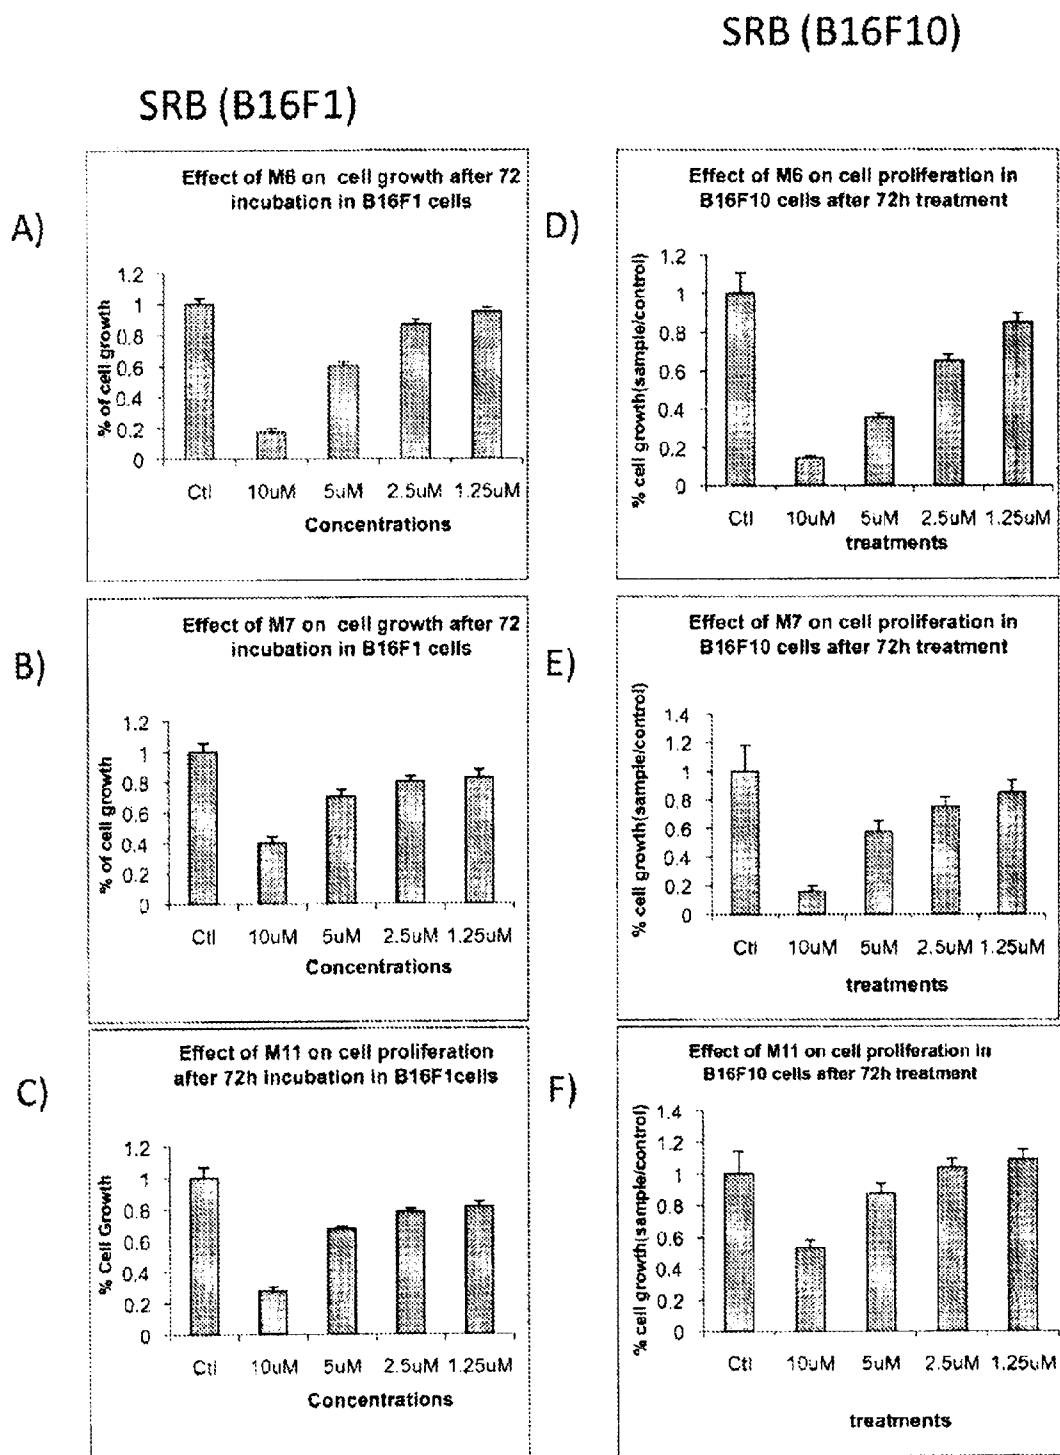 SRB (B16F10)
SRB (B16F1)
A)
Effect of M6 on cell growth after 72
incubation in B16F1 cells
% of cell growth
1.2
1
0.8
0.6
0.4
0.2
0
Ctl 10uM 5uM 2.5uM 1.25uM
Concentrations
D)
Effect of M6 on cell proliferation in
B16F10 cells after 72h treatment
% cell growth(sample/control)
1.2
1
0.8
0.6
0.4
0.2
0
Ctl 10uM 5uM 2.5uM 1.25uM
treatments
B)
Effect of M7 on cell growth after 72
incubation in B16F1 cells
% of cell growth
1.2
1
0.8
0.6
0.4
0.2
0
Ctl 10uM 5uM 2.5uM 1.25uM
Concentrations
E)
Effect of M7 on cell proliferation in
B16F10 cells after 72h treatment
% cell growth(sample/control)
1.4
1.2
1
0.8
0.6
0.4
0.2
0
Ctl 10uM 5uM 2.5uM 1.25uM
treatments
C)
Effect of M11 on cell proliferation
after 72h incubation in B16F1cells
% Cell Growth
1.2
1
0.8
0.6
0.4
0.2
0
Ctl 10uM 5uM 2.5uM 1.25uM
Concentrations
F)
Effect of M11 on cell proliferation in
B16F10 cells after 72h treatment
% cell growth(sample/control)
1.4
1.2
1
0.8
0.6
0.4
0.2
0
Ctl 10uM 5uM 2.5uM 1.25uM
treatments